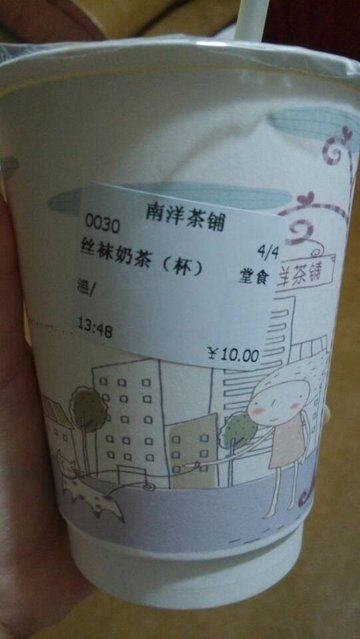 南洋茶铺
0030
4/4
丝袜奶茶（杯）
堂食
温/
13:48
￥10.00
洋茶铺